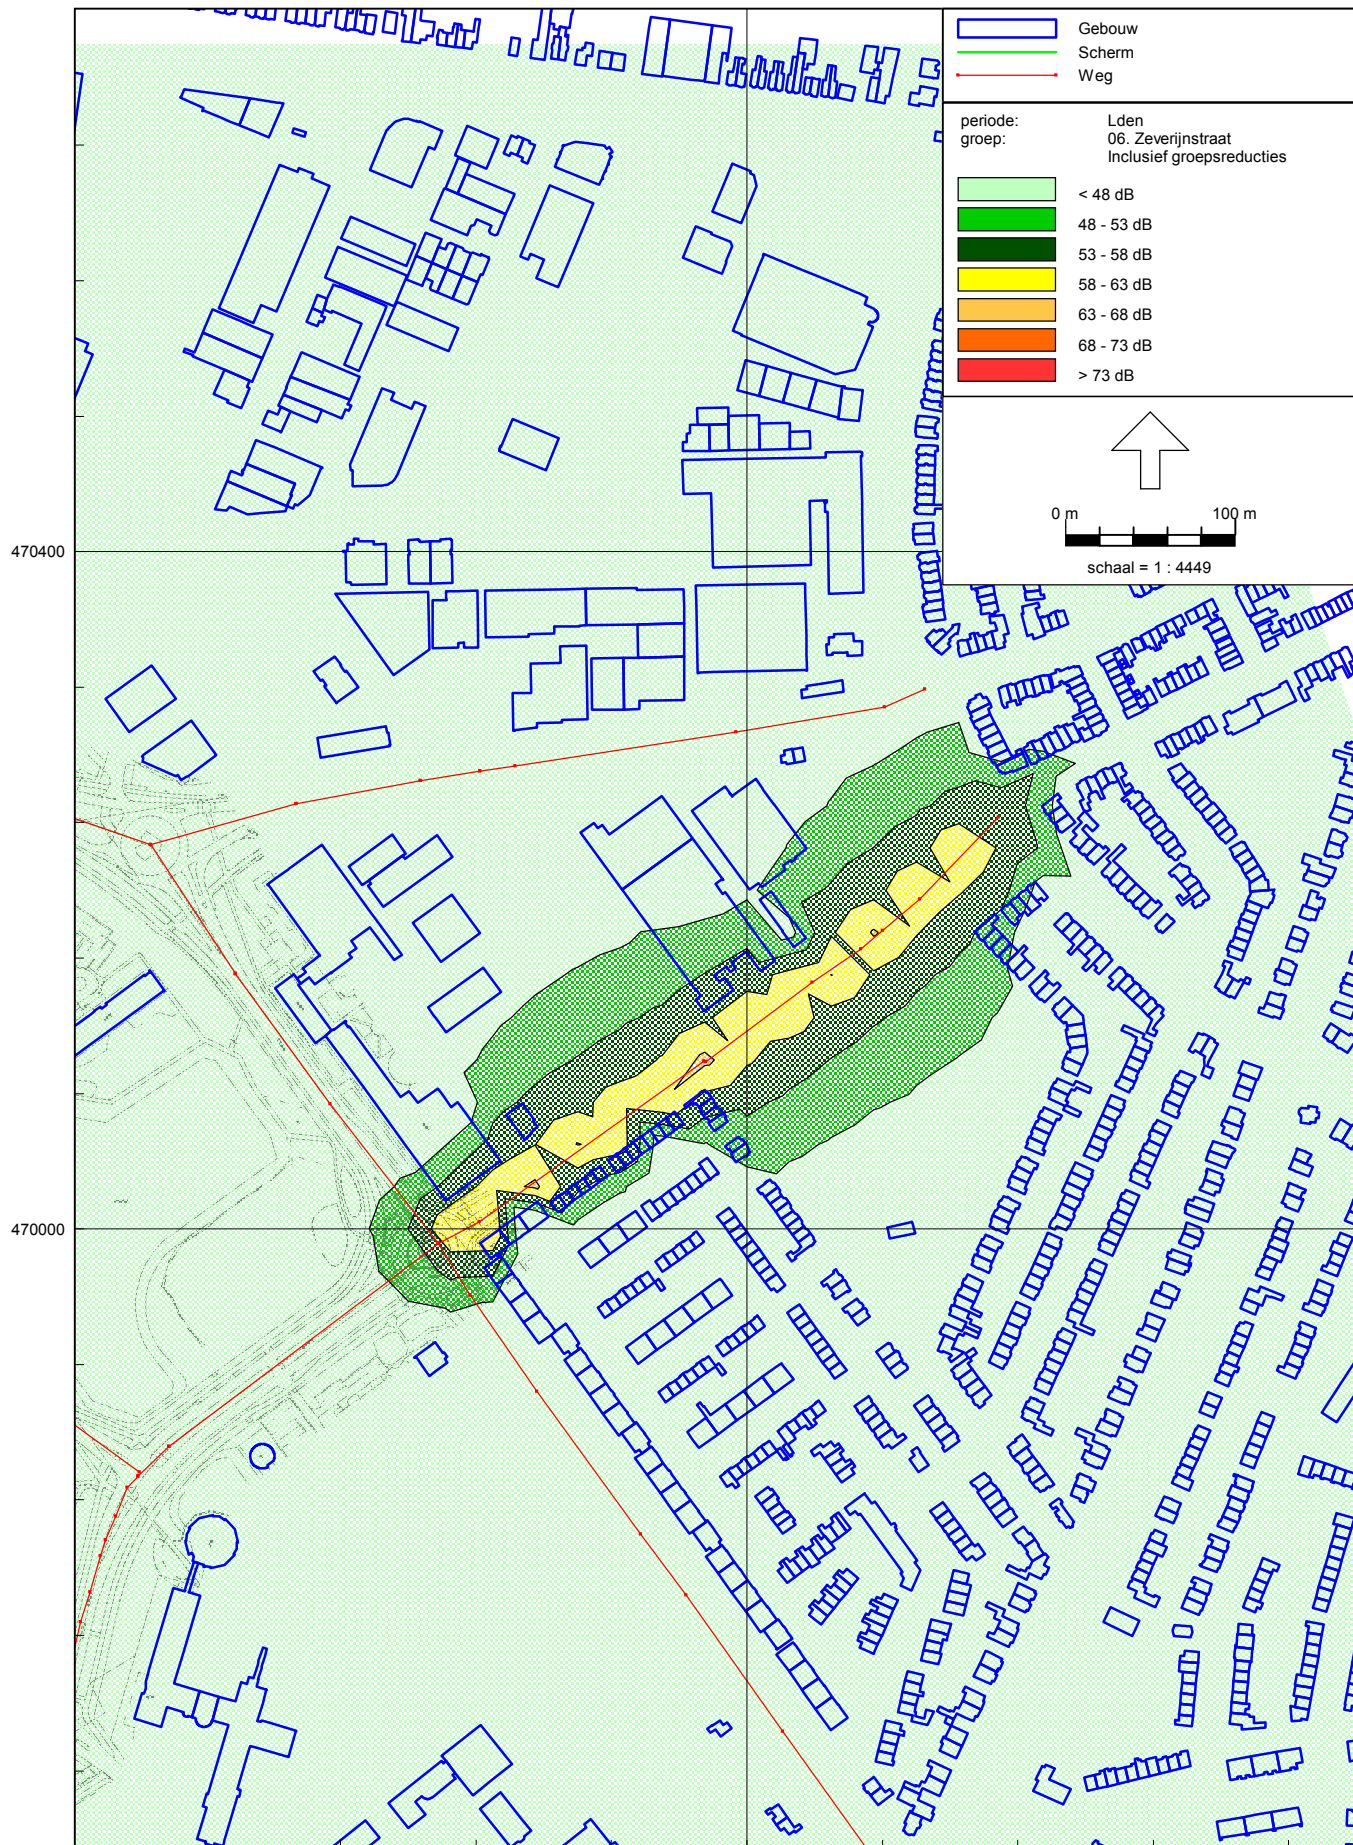 Gebouw
Scherm
Weg
periode: Lden
groep: 06. Zeverijnstraat
Inclusief groepsreducties
< 48 dB
48 - 53 dB
53 - 58 dB
58 - 63 dB
63 - 68 dB
68 - 73 dB
> 73 dB
0 m 100 m
schaal = 1 : 4449
470400
470000